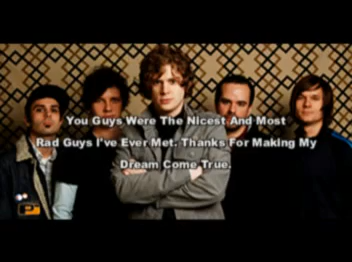 You Guys Were The Nicest And Most
Rad Guys I've Ever Met. Thanks For Making My
Dream Come True.